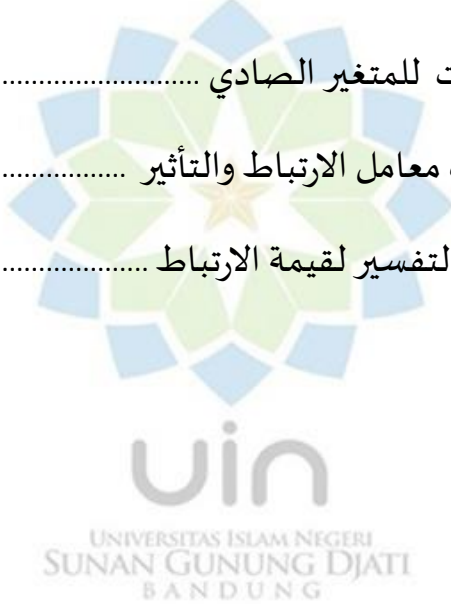 ت للمتغير الصادي ..........................
معامل الارتباط والتأثير ................
لتفسير لقيمة الارتباط ...................
uin
UNIVERSITAS ISLAM NEGERI
SUNAN GUNUNG DJATI
BANDUNG